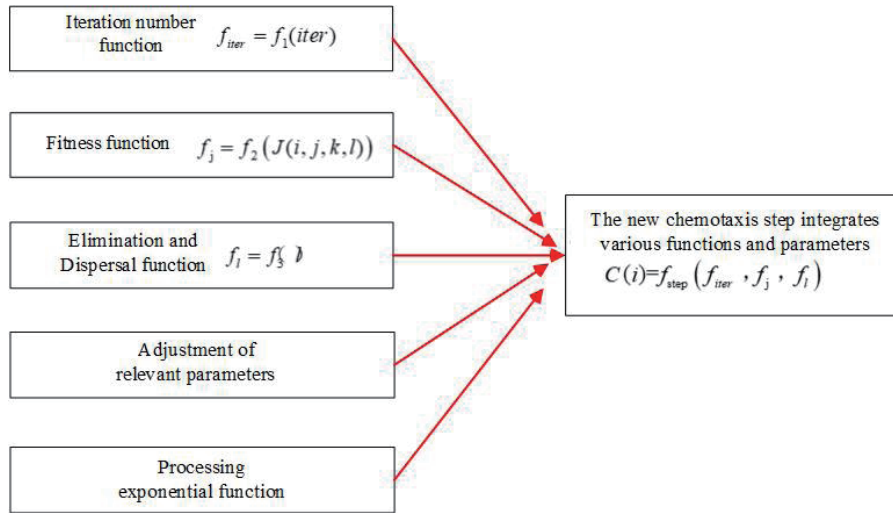 Iteration number
function f_iter = f_1(iter)
Fitness function f_j = f_2(J(i, j, k, l))
Elimination and
Dispersal function f_l = f_3( l)
Adjustment of
relevant parameters
Processing
exponential function
The new chemotaxis step integrates
various functions and parameters
C(i)=f_step(f_iter , f_j , f_l)